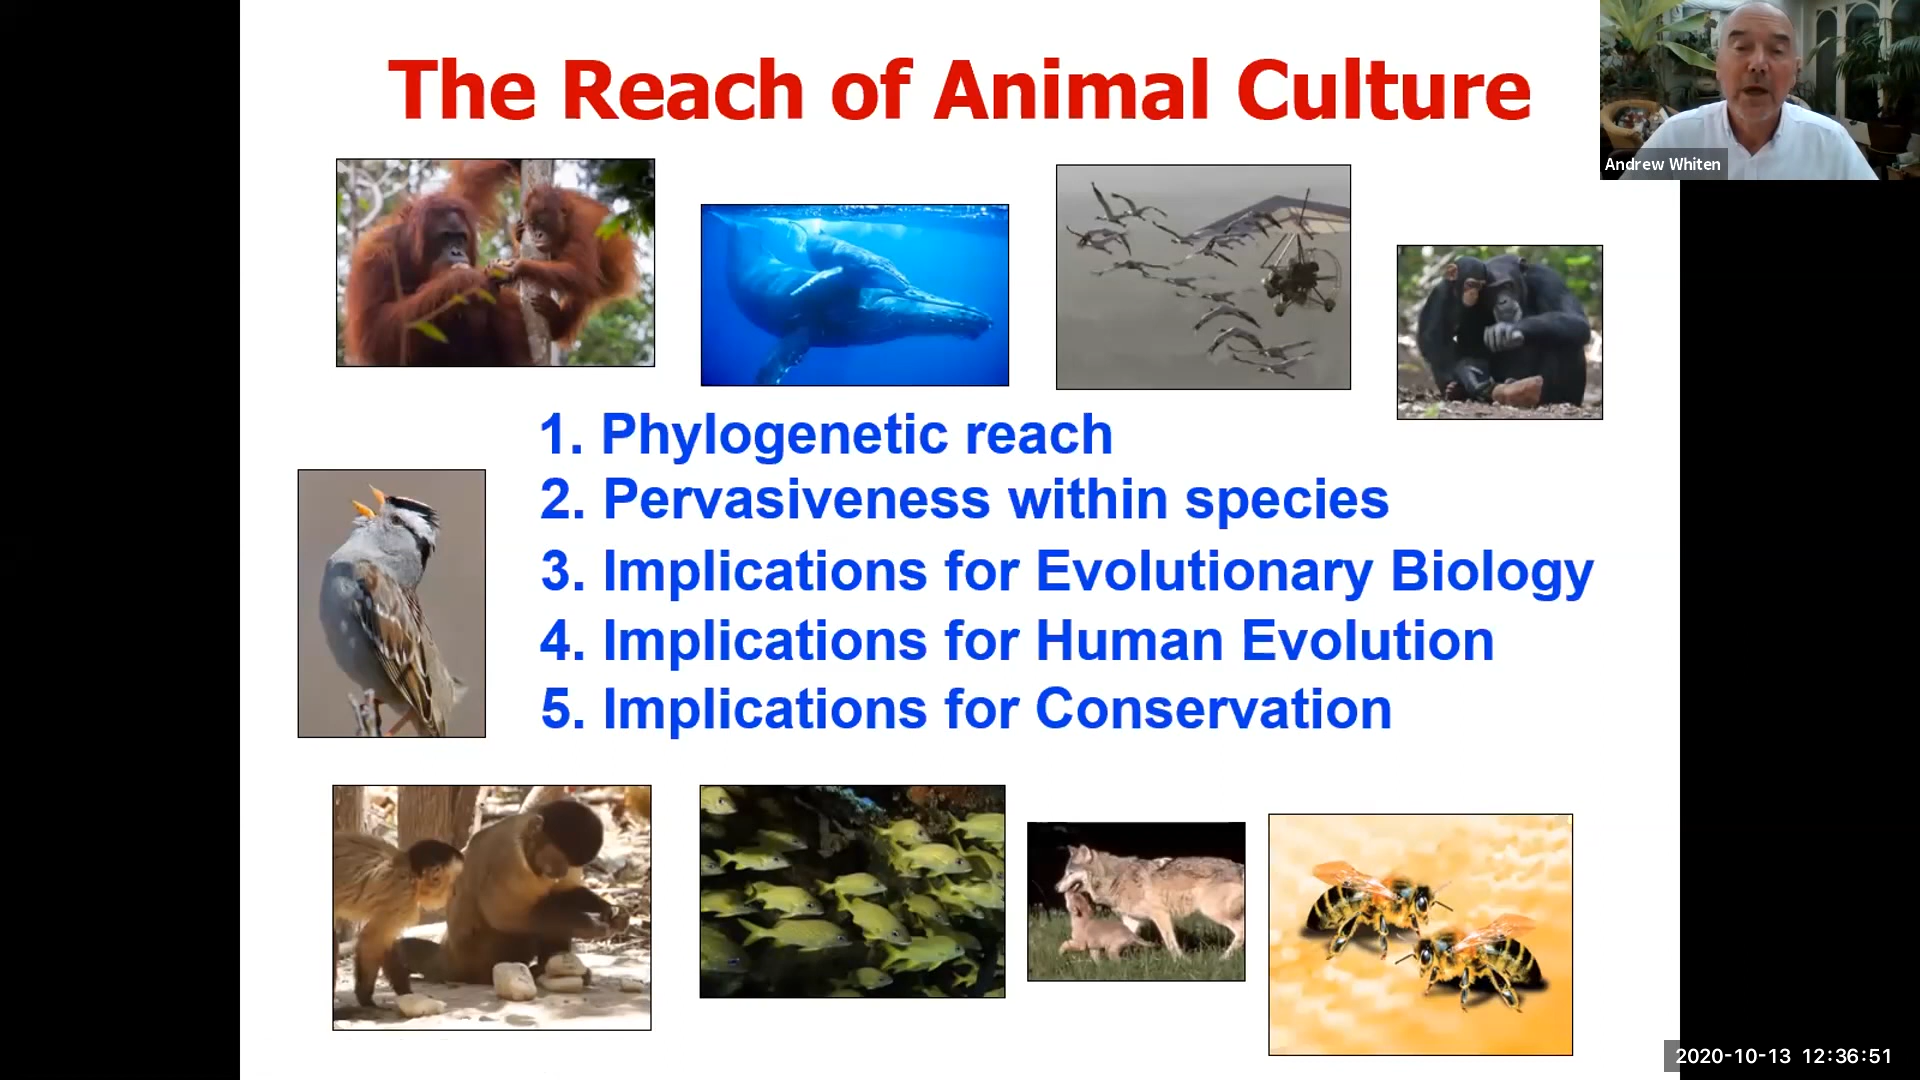 The Reach of Animal Culture
Andrew Whiten
1. Phylogenetic reach
2. Pervasiveness within species
3. Implications for Evolutionary Biology
4. Implications for Human Evolution
5. Implications for Conservation
2020-10-13 12:36:51